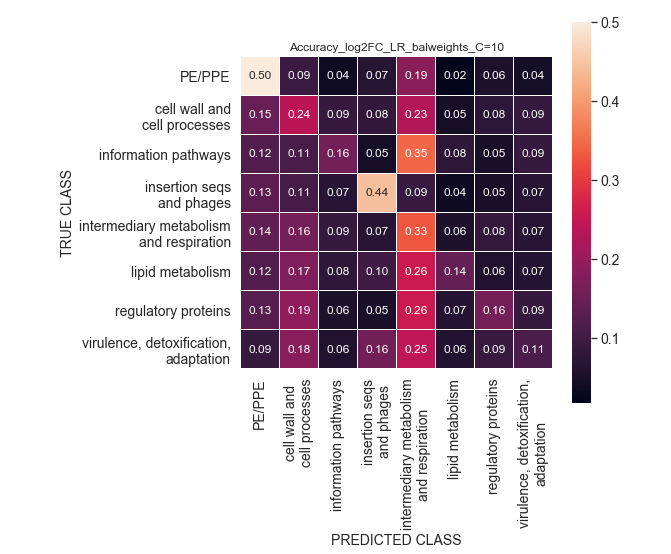 Accuracy_log2FC_LR_balweights_C=10
TRUE CLASS
PE/PPE
0.50 0.09 0.04 0.07 0.19 0.02 0.06 0.04
cell wall and
cell processes
0.15 0.24 0.09 0.08 0.23 0.05 0.08 0.09
information pathways
0.12 0.11 0.16 0.05 0.35 0.08 0.05 0.09
insertion seqs
and phages
0.13 0.11 0.07 0.44 0.09 0.04 0.05 0.07
intermediary metabolism
and respiration
0.14 0.16 0.09 0.07 0.33 0.06 0.08 0.07
lipid metabolism
0.12 0.17 0.08 0.10 0.26 0.14 0.06 0.07
regulatory proteins
0.13 0.19 0.06 0.05 0.26 0.07 0.16 0.09
virulence, detoxification,
adaptation
0.09 0.18 0.06 0.16 0.25 0.06 0.09 0.11
PE/PPE
cell wall and
cell processes
information pathways
insertion seqs
and phages
intermediary metabolism
and respiration
lipid metabolism
regulatory proteins
virulence, detoxification,
adaptation
PREDICTED CLASS
0.5
0.4
0.3
0.2
0.1